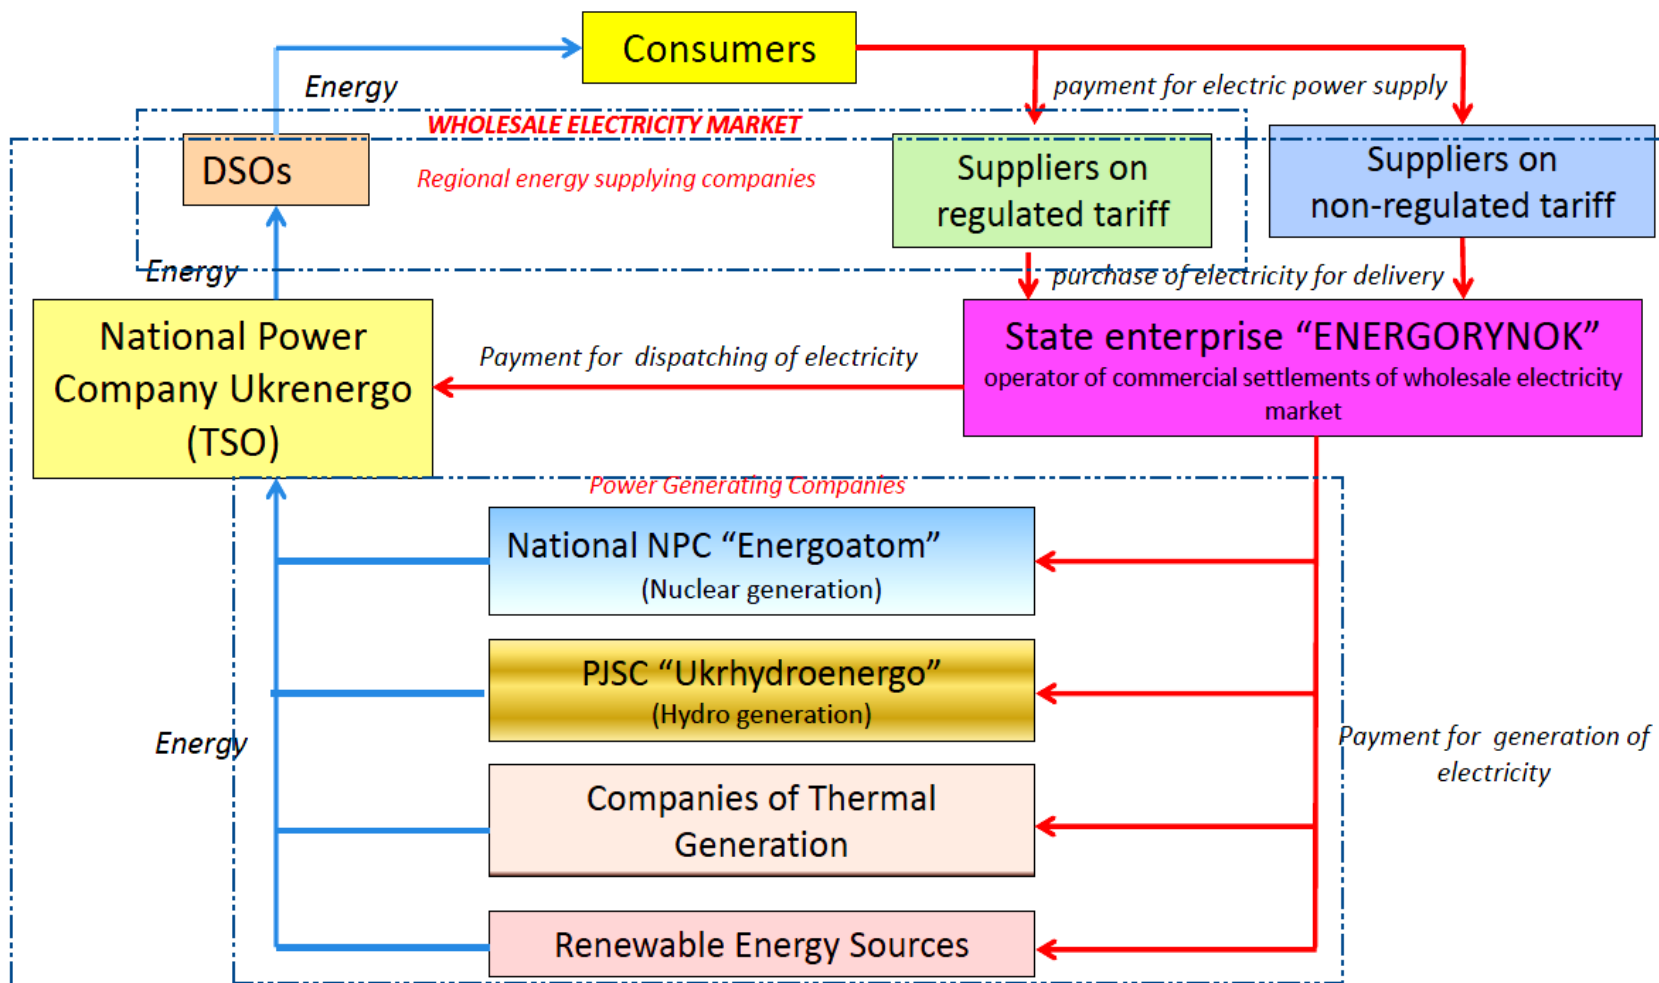 Consumers
Energy
payment for electric power supply
WHOLESALE ELECTRICITY MARKET
DSOs
Regional energy supplying companies
Suppliers on
regulated tariff
Suppliers on
non-regulated tariff
Energy
purchase of electricity for delivery
National Power
Company Ukrenergo
(TSO)
Payment for dispatching of electricity
State enterprise “ENERGORYNOK”
operator of commercial settlements of wholesale electricity
market
Power Generating Companies
National NPC “Energoatom”
(Nuclear generation)
PJSC “Ukrhydroenergo”
(Hydro generation)
Energy
Payment for generation of
electricity
Companies of Thermal
Generation
Renewable Energy Sources